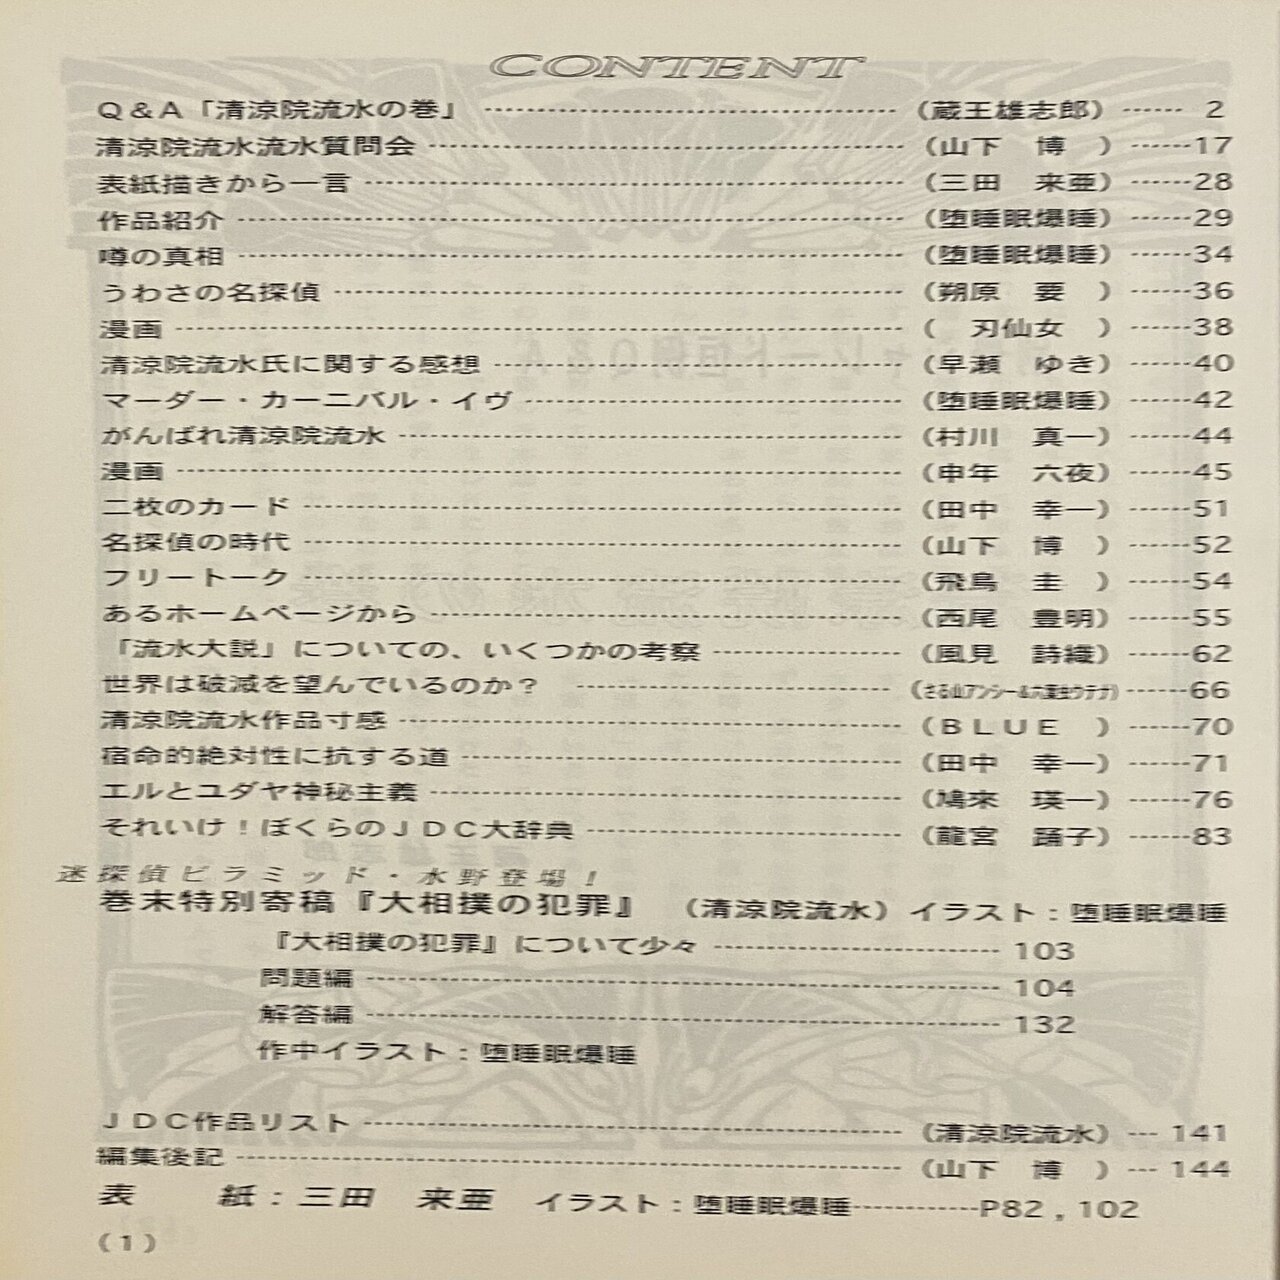 CONTENT
Q&A「清涼院流水の巻」 （蔵王雄志郎） 2
清涼院流水流水質問会 （山下 博 ） 17
表紙描きから一言 （三田 来亜） 28
作品紹介 （堕睡眠爆睡） 29
噂の真相 （堕睡眠爆睡） 34
うわさの名探偵 （朔原 要 ） 36
漫画 （ 刃仙女 ） 38
清涼院流水氏に関する感想 （早瀬 ゆき） 40
マーダー・カーニバル・イヴ （堕睡眠爆睡） 42
がんばれ清涼院流水 （村川 真一） 44
漫画 （申年 六夜） 45
二枚のカード （田中 幸一） 51
名探偵の時代 （山下 博 ） 52
フリートーク （飛鳥 圭 ） 54
あるホームページから （西尾 豊明） 55
「流水大説」についての、いくつかの考察 （風見 詩織） 62
世界は破滅を望んでいるのか？ 66
清涼院流水作品寸感 （BLUE ） 70
宿命的絶対性に抗する道 （田中 幸一） 71
エルとユダヤ神秘主義 （鳩来 瑛一） 76
それいけ！ぼくらのJDC大辞典 （龍宮 踊子） 83
迷探偵ピラミッド・水野登場！
巻末特別寄稿『大相撲の犯罪』 （清涼院流水）イラスト：堕睡眠爆睡
『大相撲の犯罪』について少々 103
問題編 104
解答編 132
作中イラスト：堕睡眠爆睡
JDC作品リスト （清涼院流水） 141
編集後記 （山下 博 ） 144
表 紙：三田 来亜 イラスト：堕睡眠爆睡 P82，102
(1)